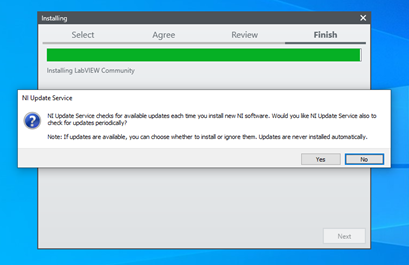 Installing
Select
Agree
Review
Finish
Installing LabVIEW Community
NI Update Service
NI Update Service checks for available updates each time you install new NI software. Would you like NI Update Service also to
check for updates periodically?
Note: If updates are available, you can choose whether to install or ignore them. Updates are never installed automatically.
Yes
No
Next